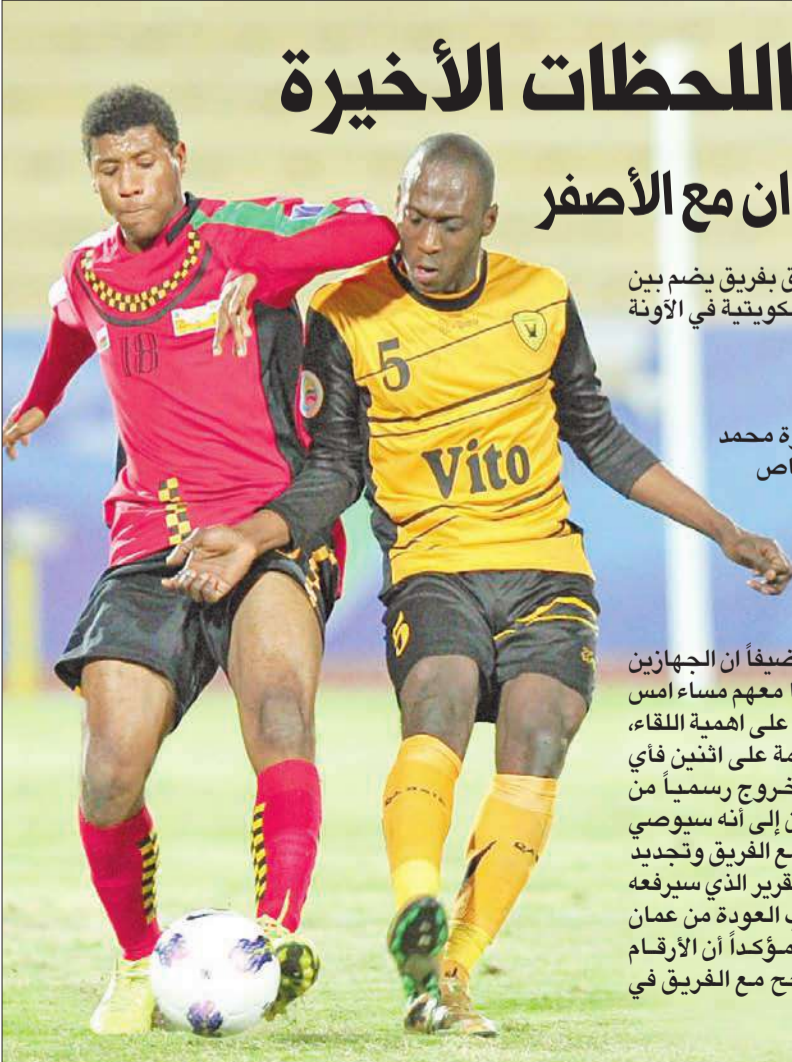 اللحظات الأخيرة
ان مع الأصفر
ق بفريق يضم بين
كويتية في الآونة
ة محمد
اص
ضيفاً ان الجهازين
ا معهم مساء امس
على اهمية اللقاء،
مة على اثنين فأي
خروج رسمياً من
ن إلى أنه سيوصي
ع الفريق وتجديد
قرير الذي سيرفعه
ب العودة من عمان
مؤكداً أن الأرقام
جح مع الفريق في
18
5
Vito
5